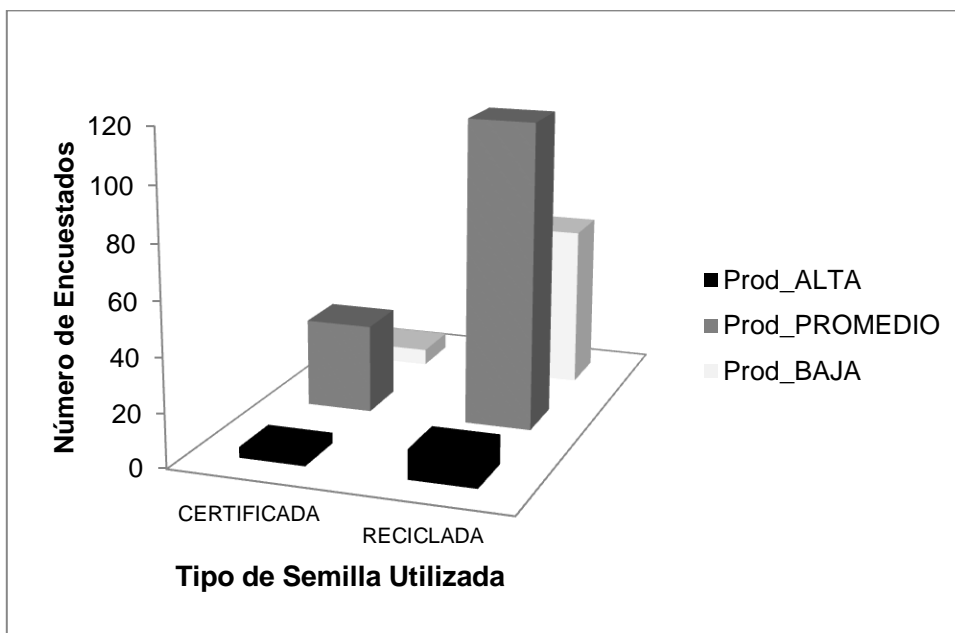 Número de Encuestados
120
100
80
60
40
20
0
CERTIFICADA
RECICLADA
Tipo de Semilla Utilizada
Prod_ALTA
Prod_PROMEDIO
Prod_BAJA